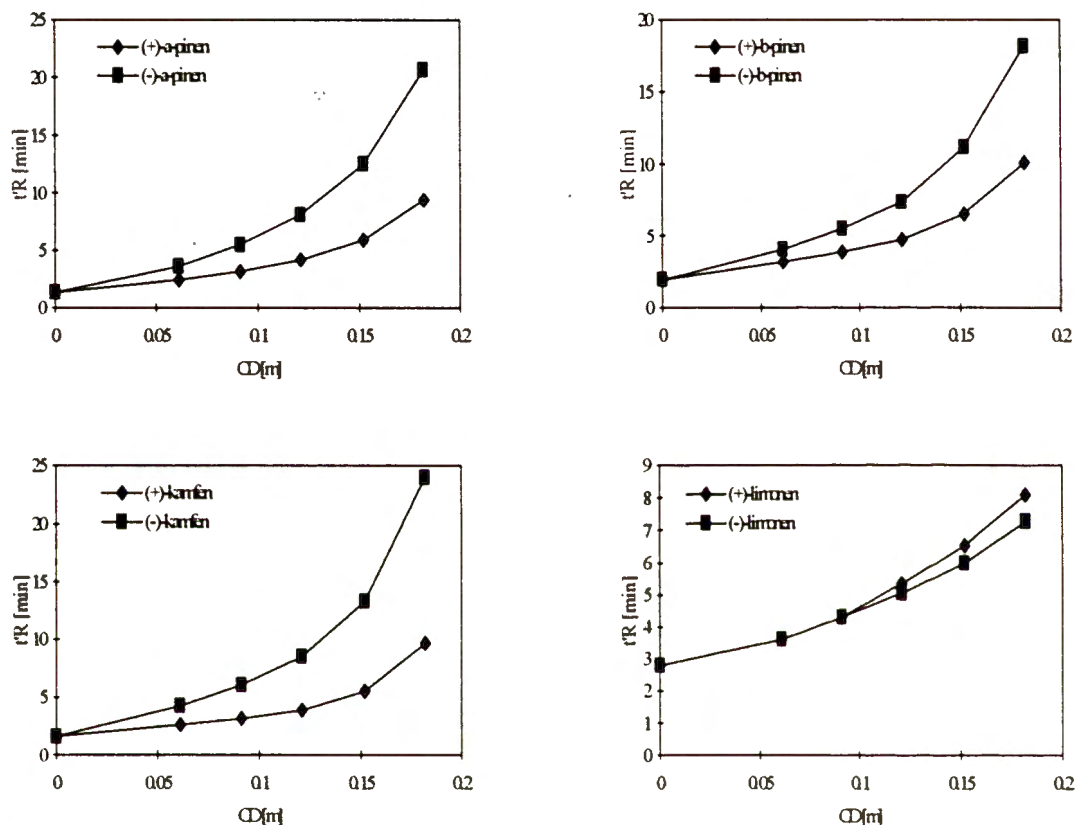 25
20
15
10
5
0
t'R [min]
(+)-a-pinen
(-)-a-pinen
0 0.05 0.1 0.15 0.2
CD[m]
20
15
10
5
0
t'R [min]
(+)-b-pinen
(-)-b-pinen
0 0.05 0.1 0.15 0.2
CD[m]
25
20
15
10
5
0
t'R [min]
(+)-kamfen
(-)-kamfen
0 0.05 0.1 0.15 0.2
CD[m]
9
8
7
6
5
4
3
2
1
0
t'R [min]
(+)-limonen
(-)-limonen
0 0.05 0.1 0.15 0.2
CD[m]